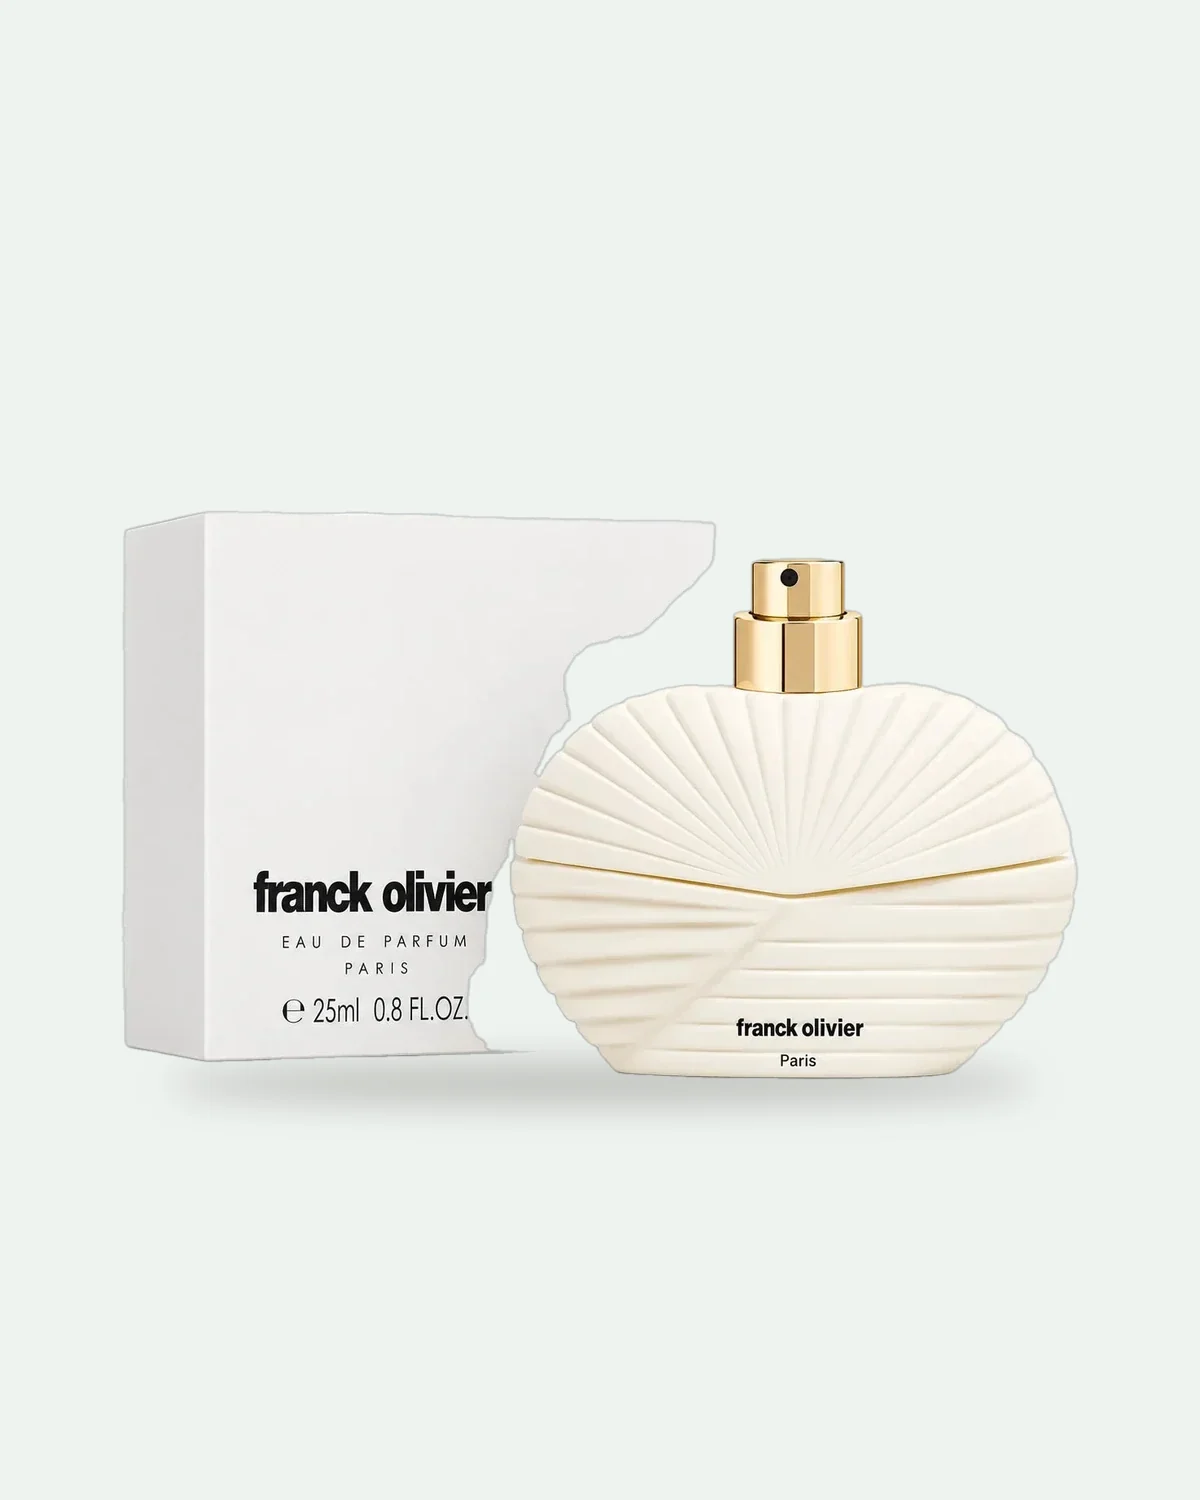 franck olivier
EAU DE PARFUM
PARIS
℮ 25ml 0.8 FL.OZ.
franck olivier
Paris